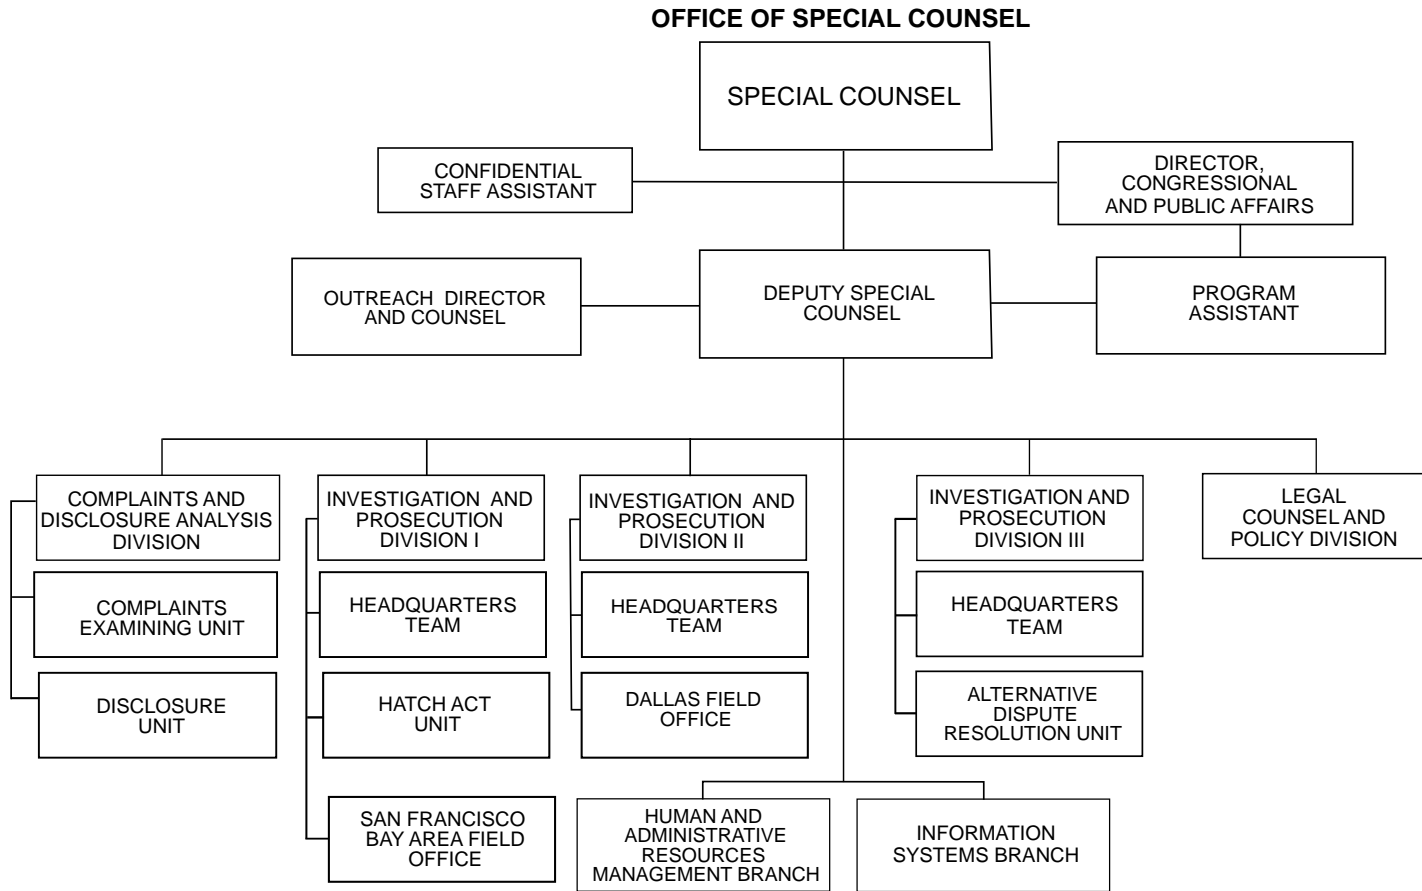 OFFICE OF SPECIAL COUNSEL
SPECIAL COUNSEL
CONFIDENTIAL
STAFF ASSISTANT
DIRECTOR,
CONGRESSIONAL
AND PUBLIC AFFAIRS
OUTREACH DIRECTOR
AND COUNSEL
DEPUTY SPECIAL
COUNSEL
PROGRAM
ASSISTANT
COMPLAINTS AND
DISCLOSURE ANALYSIS
DIVISION
INVESTIGATION AND
PROSECUTION
DIVISION I
INVESTIGATION AND
PROSECUTION
DIVISION II
INVESTIGATION AND
PROSECUTION
DIVISION III
LEGAL
COUNSEL AND
POLICY DIVISION
COMPLAINTS
EXAMINING UNIT
HEADQUARTERS
TEAM
HEADQUARTERS
TEAM
HEADQUARTERS
TEAM
DISCLOSURE
UNIT
HATCH ACT
UNIT
DALLAS FIELD
OFFICE
ALTERNATIVE
DISPUTE
RESOLUTION UNIT
SAN FRANCISCO
BAY AREA FIELD
OFFICE
HUMAN AND
ADMINISTRATIVE
RESOURCES
MANAGEMENT BRANCH
INFORMATION
SYSTEMS BRANCH